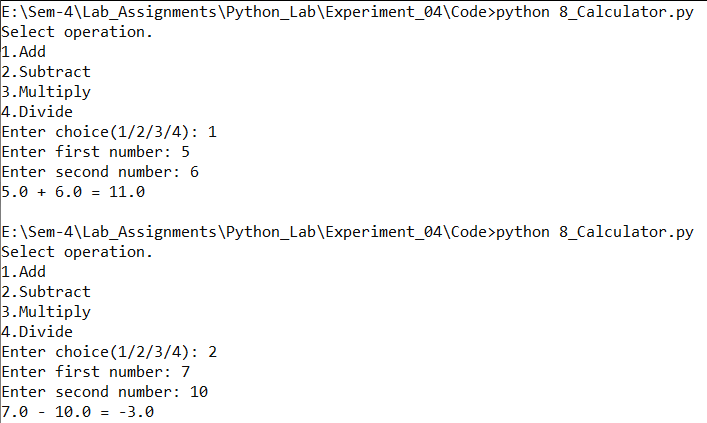 E:\Sem-4\Lab_Assignments\Python_Lab\Experiment_04\Code>python 8_Calculator.py
Select operation.
1.Add
2.Subtract
3.Multiply
4.Divide
Enter choice(1/2/3/4): 1
Enter first number: 5
Enter second number: 6
5.0 + 6.0 = 11.0
E:\Sem-4\Lab_Assignments\Python_Lab\Experiment_04\Code>python 8_Calculator.py
Select operation.
1.Add
2.Subtract
3.Multiply
4.Divide
Enter choice(1/2/3/4): 2
Enter first number: 7
Enter second number: 10
7.0 - 10.0 = -3.0